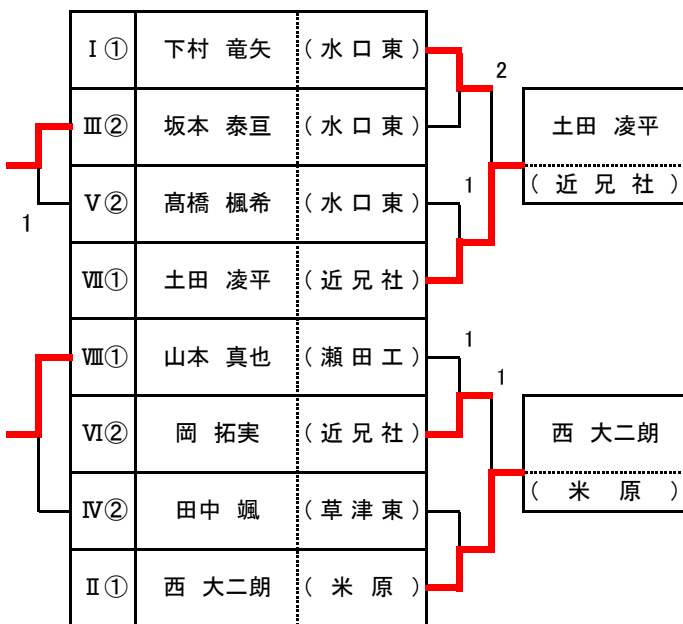 Ⅰ① 下村 竜矢 (水口東)
2
Ⅲ② 坂本 泰亘 (水口東)
土田 凌平
(近兄社)
1
Ⅴ② 髙橋 楓希 (水口東)
1
Ⅶ① 土田 凌平 (近兄社)
1
Ⅷ① 山本 真也 (瀬田工)
1
Ⅵ② 岡 拓実 (近兄社)
西 大二朗
(米原)
Ⅳ② 田中 颯 (草津東)
Ⅱ① 西 大二朗 (米原)